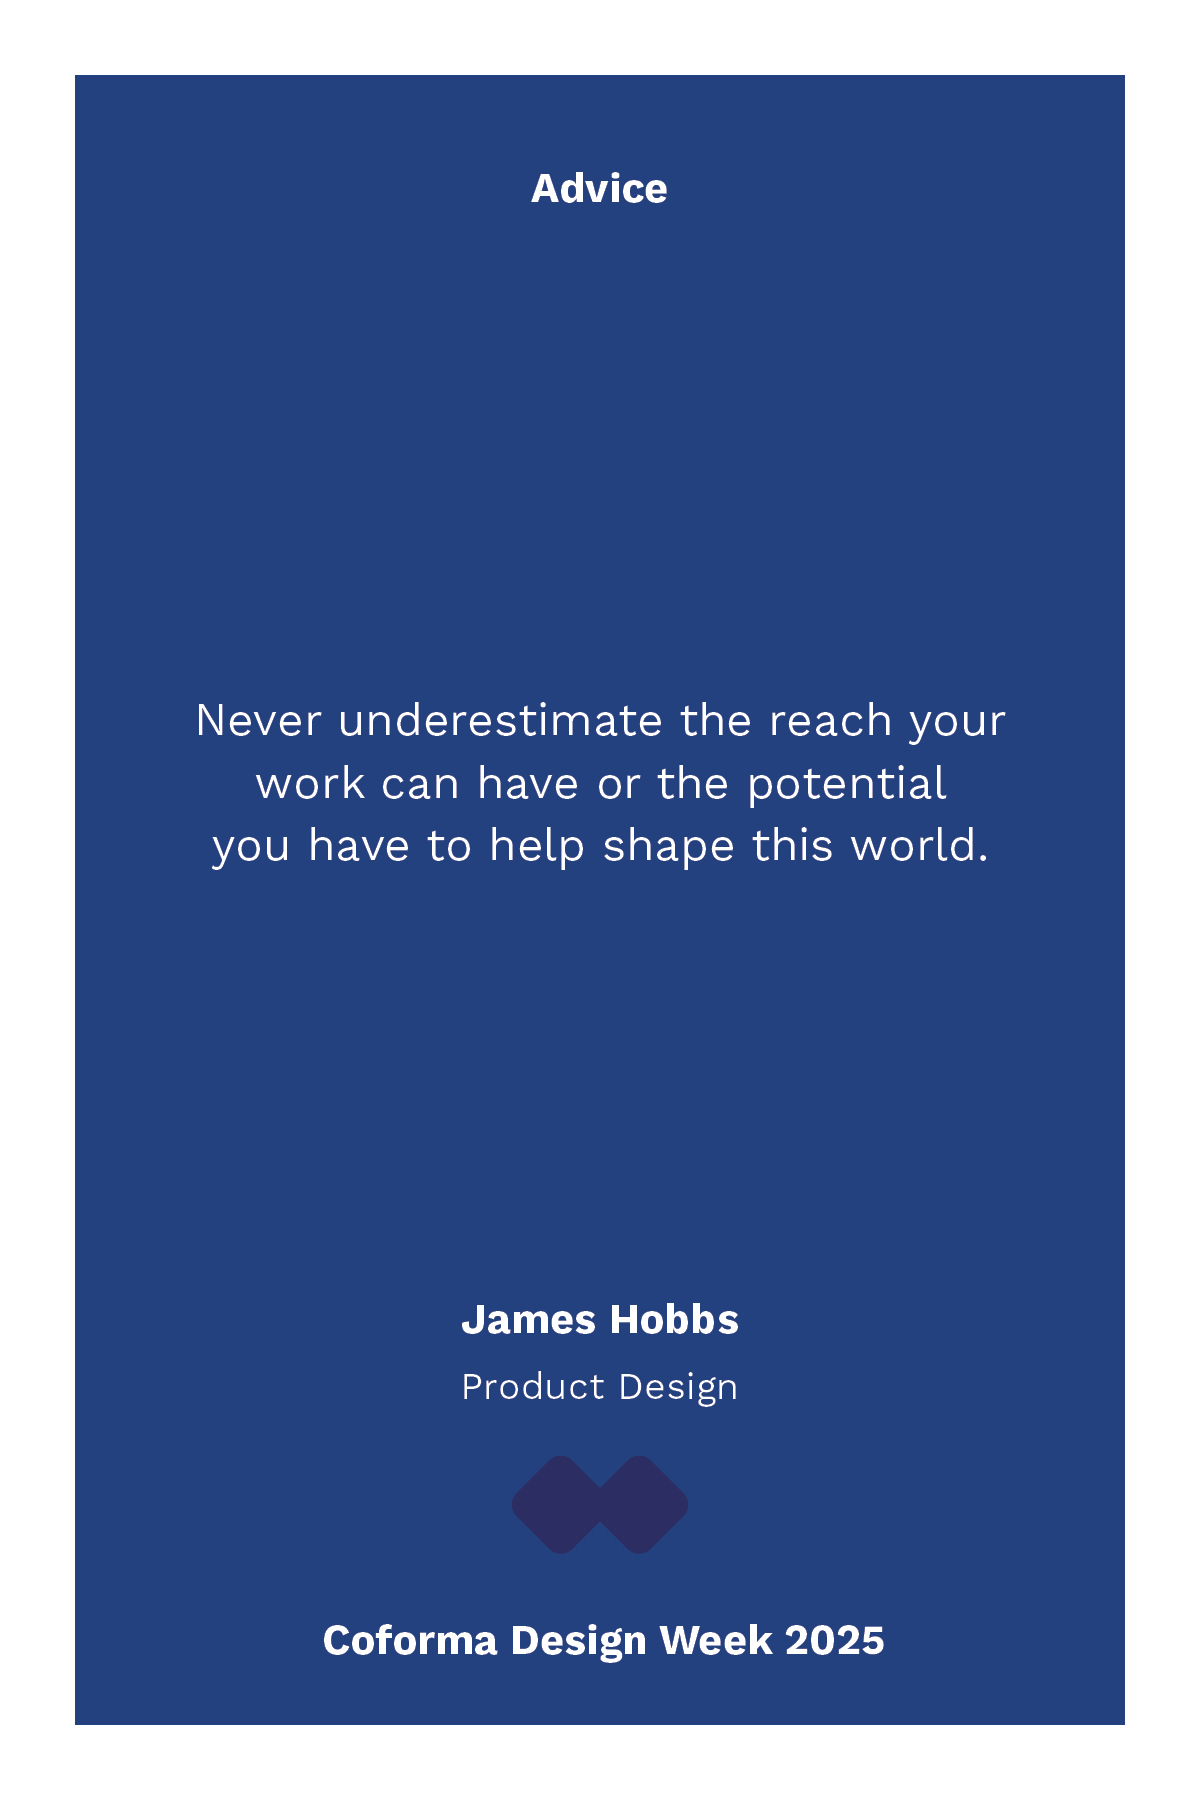 Advice
Never underestimate the reach your
work can have or the potential
you have to help shape this world.
James Hobbs
Product Design
Coforma Design Week 2025